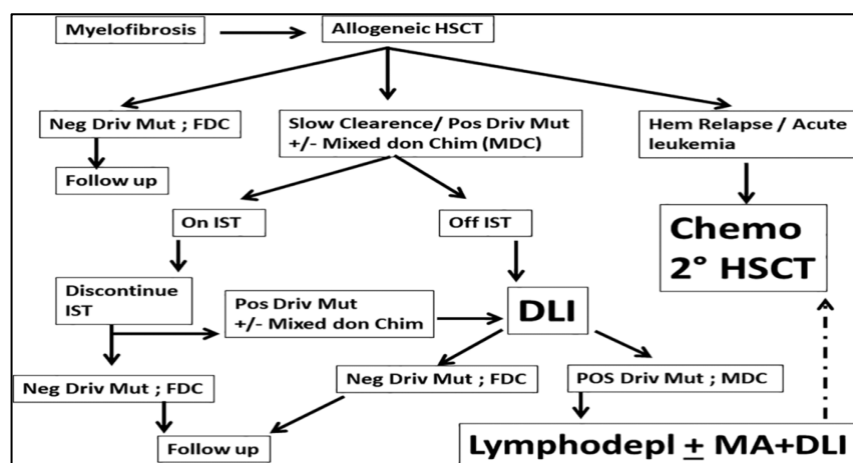 Myelofibrosis
Allogeneic HSCT
Neg Driv Mut ; FDC
Slow Clearence/ Pos Driv Mut
+/- Mixed don Chim (MDC)
Hem Relapse / Acute
leukemia
Follow up
On IST
Off IST
Chemo
2° HSCT
Discontinue
IST
Pos Driv Mut
+/- Mixed don Chim
DLI
Neg Driv Mut ; FDC
Neg Driv Mut ; FDC
POS Driv Mut ; MDC
Follow up
Lymphodepl ± MA+DLI